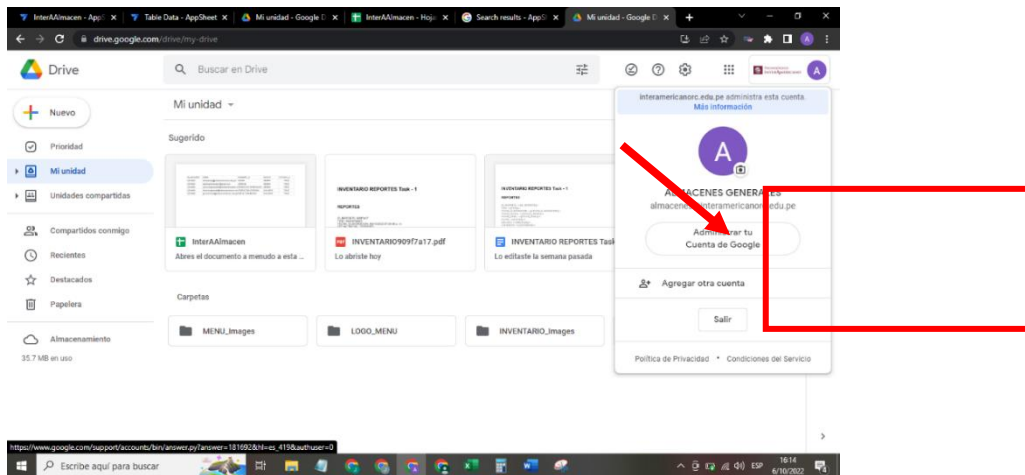 InterAAlmacen - App
Table Data - AppSheet
Mi unidad - Google
InterAAlmacen - Hoja
Search results - App
Mi unidad - Google
drive.google.com/drive/my-drive
Drive
Buscar en Drive
A
Nuevo
Prioridad
Mi unidad
Unidades compartidas
Compartidos conmigo
Recientes
Destacados
Papelera
Almacenamiento
35.7 MB en uso
Mi unidad
Sugerido
INVENTARIO REPORTES Task - 1
REPORTES
INVENTARIO REPORTES Task - 1
REPORTES
InterAAlmacen
Abres el documento a menudo a esta ...
INVENTARIO909f7a17.pdf
Lo abriste hoy
INVENTARIO REPORTES Task
Lo editaste la semana pasada
Carpetas
MENU_Images
LOGO_MENU
INVENTARIO_Images
interamericanorc.edu.pe administra esta cuenta.
Más información
A
ALMACENES GENERALES
Administrar tu
Cuenta de Google
Agregar otra cuenta
Salir
Política de Privacidad • Condiciones del Servicio
https://www.google.com/support/accounts/bin/answer.py?answer=181692&hl=es_419&authuser=0
Escribe aquí para buscar
ESP
16:14
6/10/2022